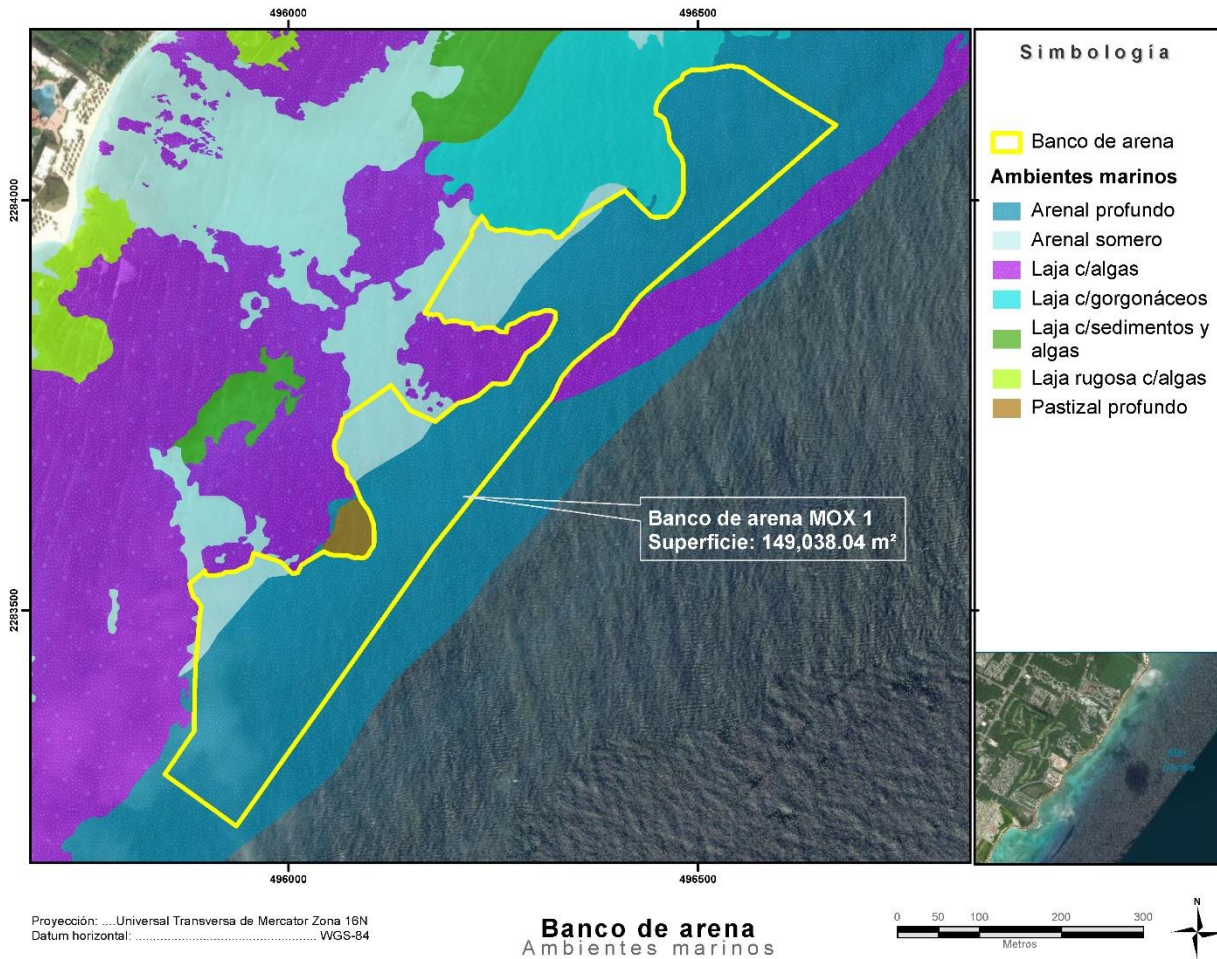 496000
496500
2284000
2283500
Simbología
Banco de arena
Ambientes marinos
Arenal profundo
Arenal somero
Laja c/algas
Laja c/gorgonáceos
Laja c/sedimentos y
algas
Laja rugosa c/algas
Pastizal profundo
Banco de arena MOX 1
Superficie: 149,038.04 m²
Mar
Caribe
496000
496500
Proyección: ....Universal Transversa de Mercator Zona 16N
Datum horizontal: ................................................ WGS-84
Banco de arena
Ambientes marinos
0 50 100 200 300
Metros
N